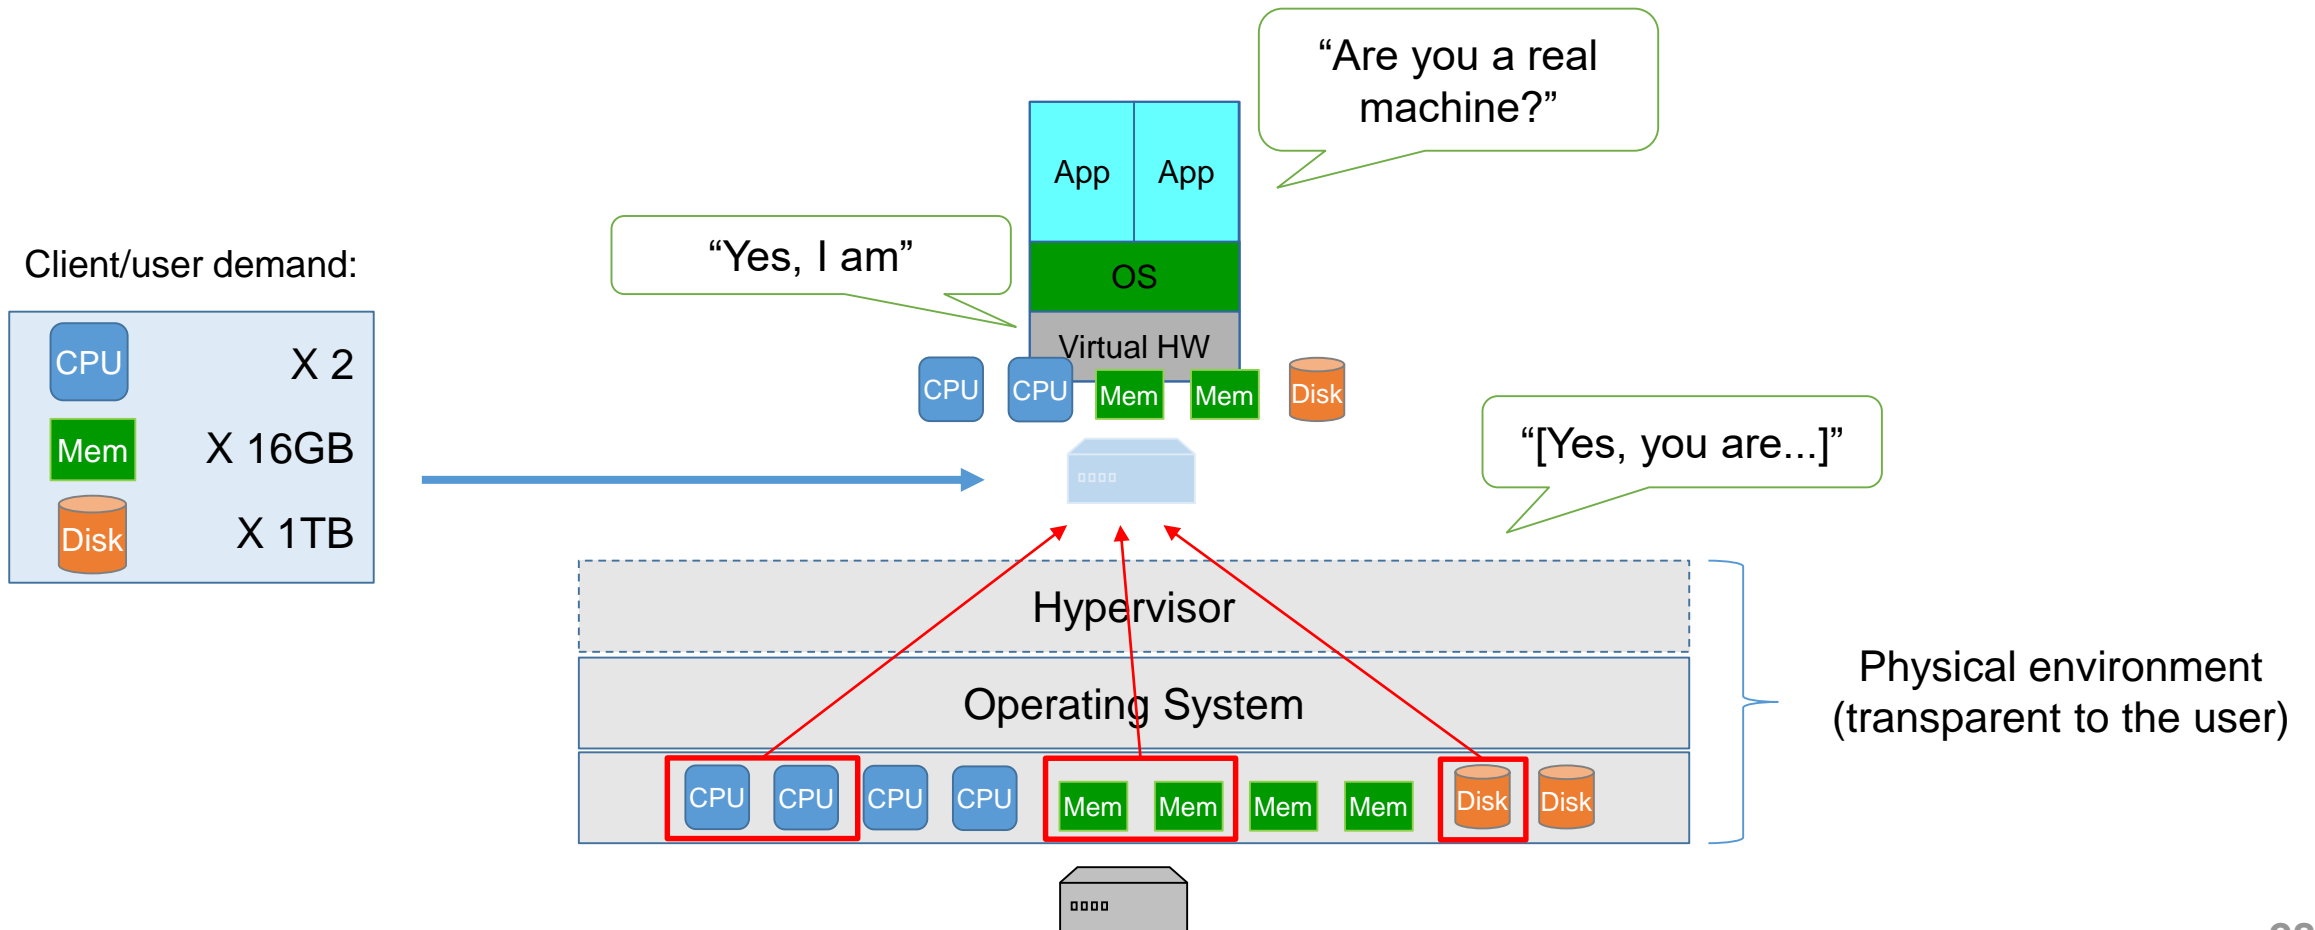 “Are you a real
machine?”
App App
“Yes, I am”
Client/user demand:
OS
CPU X 2
Virtual HW
CPU CPU Mem Mem Disk
Mem X 16GB
“[Yes, you are...]”
Disk X 1TB
Hypervisor
Operating System
Physical environment
(transparent to the user)
CPU CPU CPU CPU Mem Mem Mem Mem Disk Disk